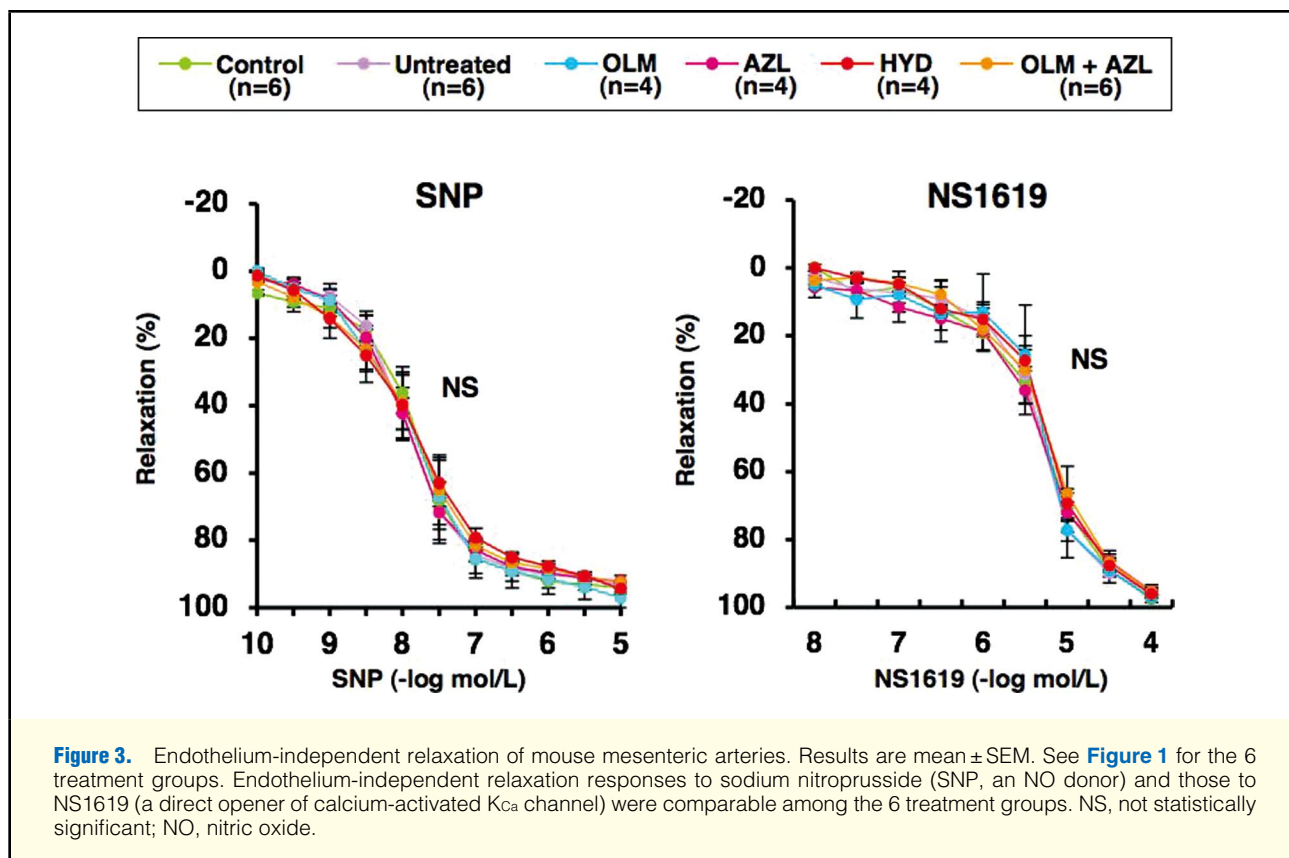 Control Untreated OLM AZL HYD OLM + AZL
(n=6) (n=6) (n=4) (n=4) (n=4) (n=6)
SNP
-20
0
20
40
60
80
100
Relaxation (%)
NS
10 9 8 7 6 5
SNP (-log mol/L)
NS1619
-20
0
20
40
60
80
100
Relaxation (%)
NS
8 7 6 5 4
NS1619 (-log mol/L)
Figure 3. Endothelium-independent relaxation of mouse mesenteric arteries. Results are mean ± SEM. See Figure 1 for the 6
treatment groups. Endothelium-independent relaxation responses to sodium nitroprusside (SNP, an NO donor) and those to
NS1619 (a direct opener of calcium-activated KCa channel) were comparable among the 6 treatment groups. NS, not statistically
significant; NO, nitric oxide.